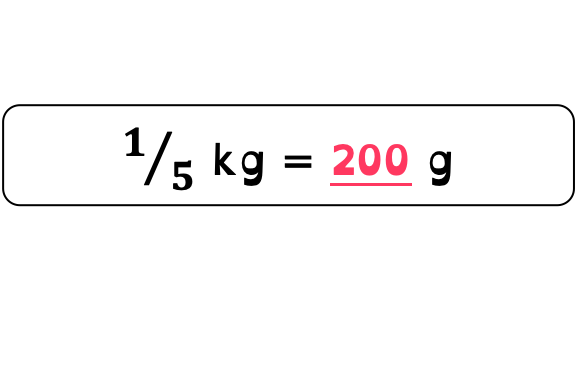 1/5 kg = 200 g